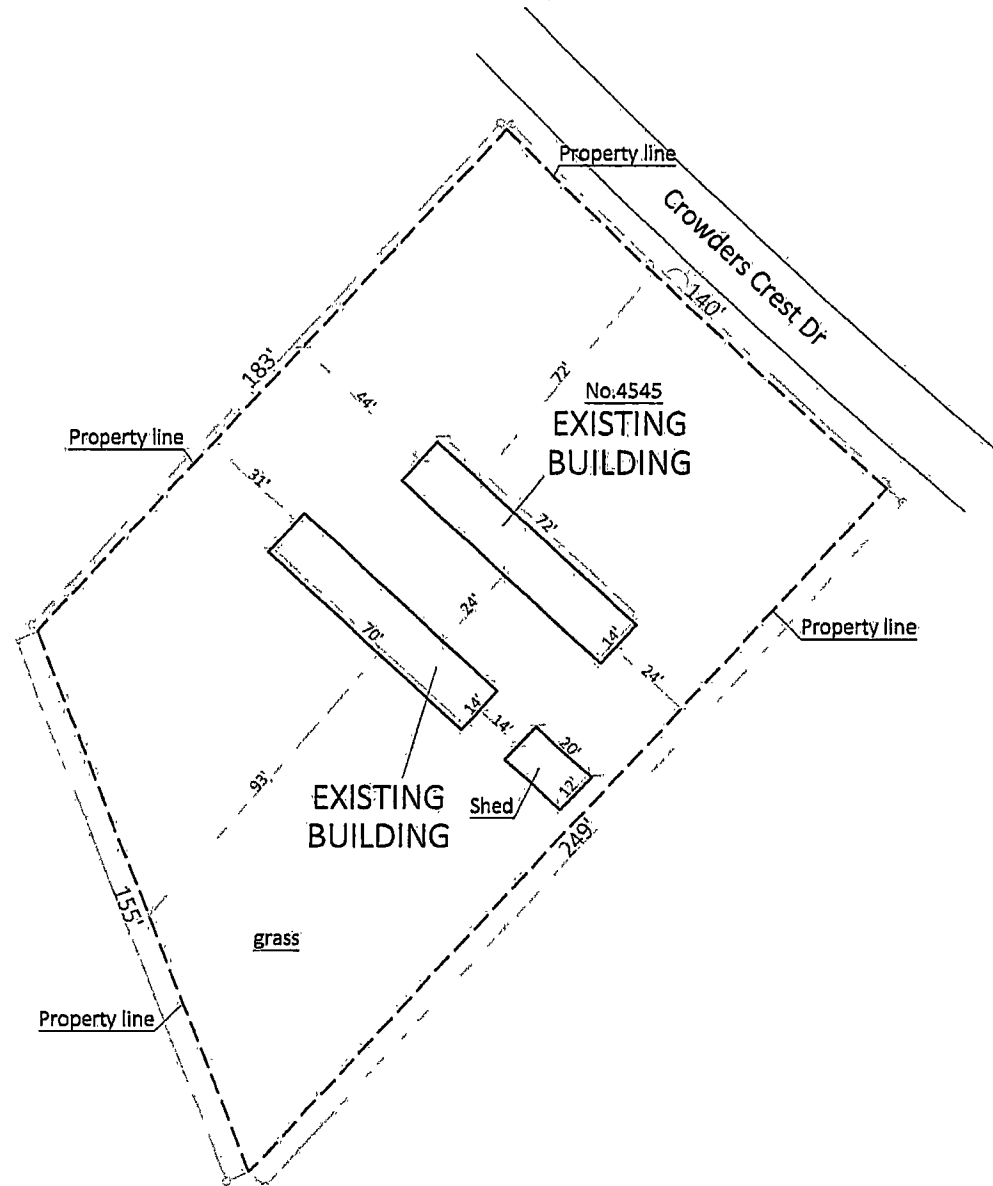 Property line
Crowders Crest Dr
140'
183'
72'
44'
No.4545
EXISTING
BUILDING
Property line
31'
72'
24'
70'
14'
Property line
24'
14'
14'
20'
12'
93'
EXISTING
BUILDING
Shed
249'
155'
grass
Property line